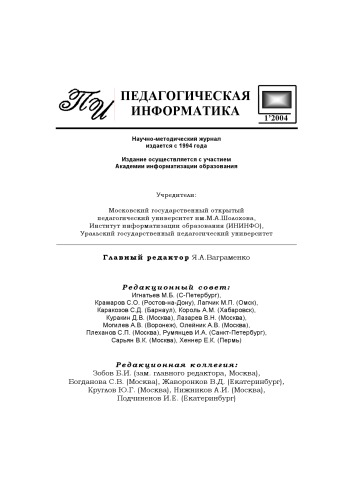 ПИ
ПЕДАГОГИЧЕСКАЯ
ИНФОРМАТИКА
1'2004
Научно-методический журнал
издается с 1994 года
Издание осуществляется с участием
Академии информатизации образования
Учредители:
Московский государственный открытый
педагогический университет им.М.А.Шолохова,
Институт информатизации образования (ИНИНФО),
Уральский государственный педагогический университет
Главный редактор Я.А.Ваграменко
Редакционный совет:
Игнатьев М.Б. (С-Петербург),
Крамаров С.О. (Ростов-на-Дону), Лапчик М.П. (Омск),
Каракозов С.Д. (Барнаул), Король А.М. (Хабаровск),
Куракин Д.В. (Москва), Лазарев В.Н. (Москва),
Могилев А.В. (Воронеж), Олейник А.В. (Москва),
Плеханов С.П. (Москва), Румянцев И.А. (Санкт-Петербург),
Сарьян В.К. (Москва), Хеннер Е.К. (Пермь)
Редакционная коллегия:
Зобов Б.И. (зам. главного редактора, Москва),
Богданова С.В. (Москва), Жаворонков В.Д. (Екатеринбург),
Круглов Ю.Г. (Москва), Нижников А.И. (Москва),
Подчиненов И.Е. (Екатеринбург)